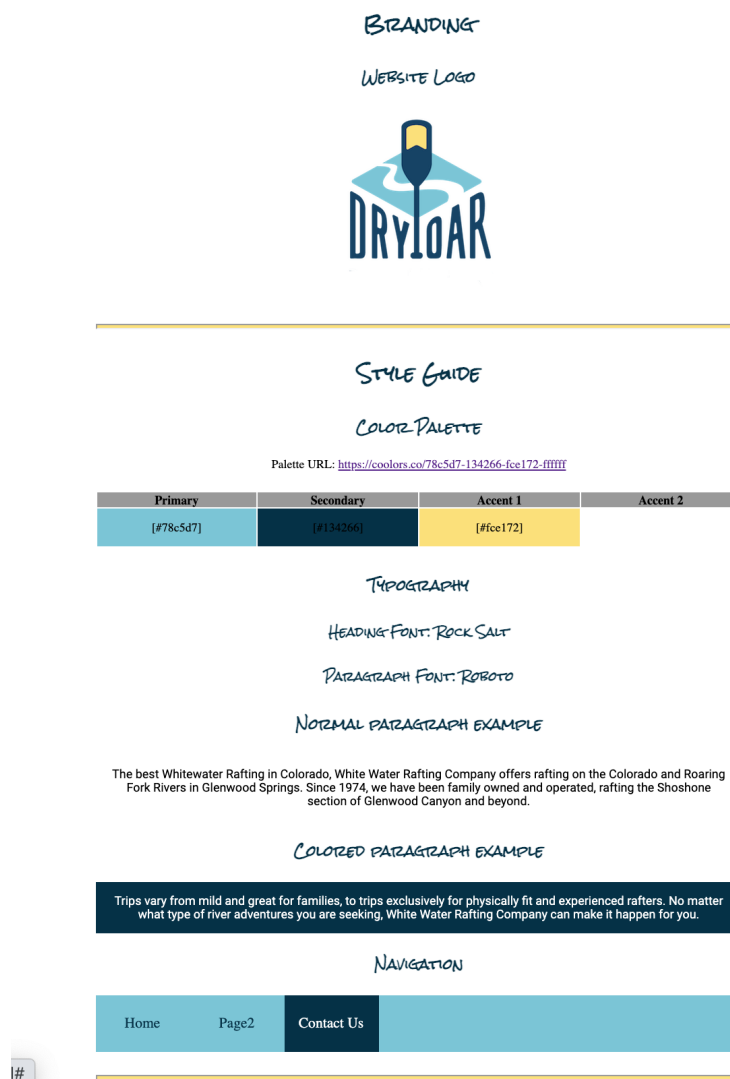 Branding
Website Logo
DRYOAR
Style Guide
Color Palette
Palette URL: https://coolors.co/78c5d7-134266-fce172-ffffff
Primary Secondary Accent 1 Accent 2
[#78c5d7] [#134266] [#fce172]
Typography
Heading Font: Rock Salt
Paragraph Font: Roboto
Normal paragraph example
The best Whitewater Rafting in Colorado, White Water Rafting Company offers rafting on the Colorado and Roaring
Fork Rivers in Glenwood Springs. Since 1974, we have been family owned and operated, rafting the Shoshone
section of Glenwood Canyon and beyond.
Colored paragraph example
Trips vary from mild and great for families, to trips exclusively for physically fit and experienced rafters. No matter
what type of river adventures you are seeking, White Water Rafting Company can make it happen for you.
Navigation
Home Page2 Contact Us